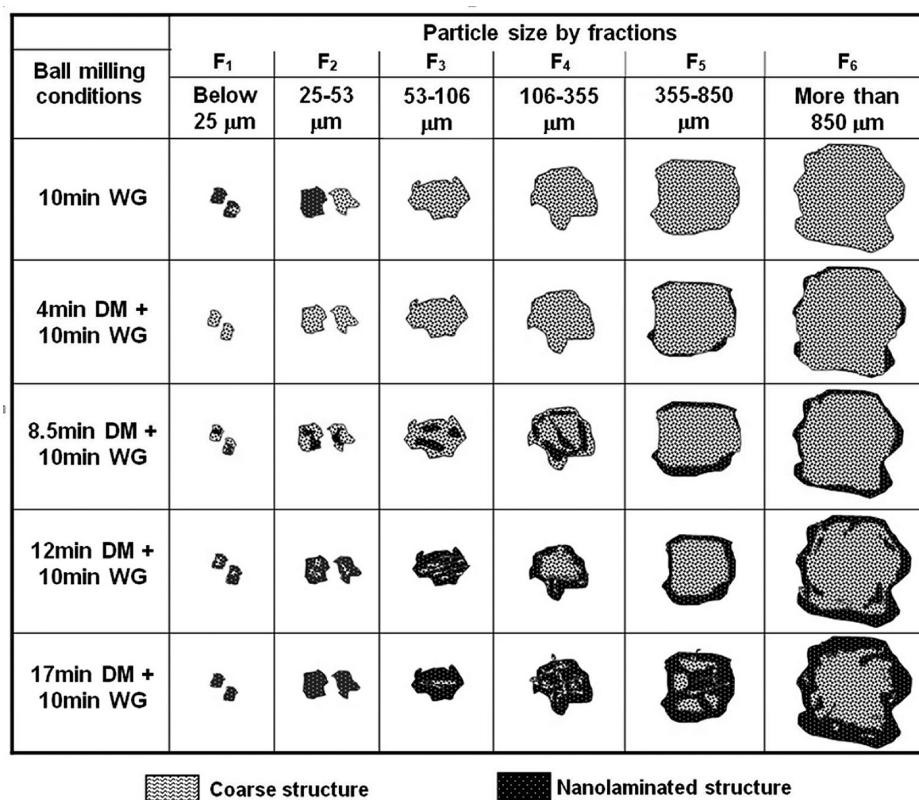 Particle size by fractions
Ball milling
conditions
F₁
F₂
F₃
F₄
F₅
F₆
Below
25 μm
25-53
μm
53-106
μm
106-355
μm
355-850
μm
More than
850 μm
10min WG
4min DM +
10min WG
8.5min DM +
10min WG
12min DM +
10min WG
17min DM +
10min WG
Coarse structure
Nanolaminated structure